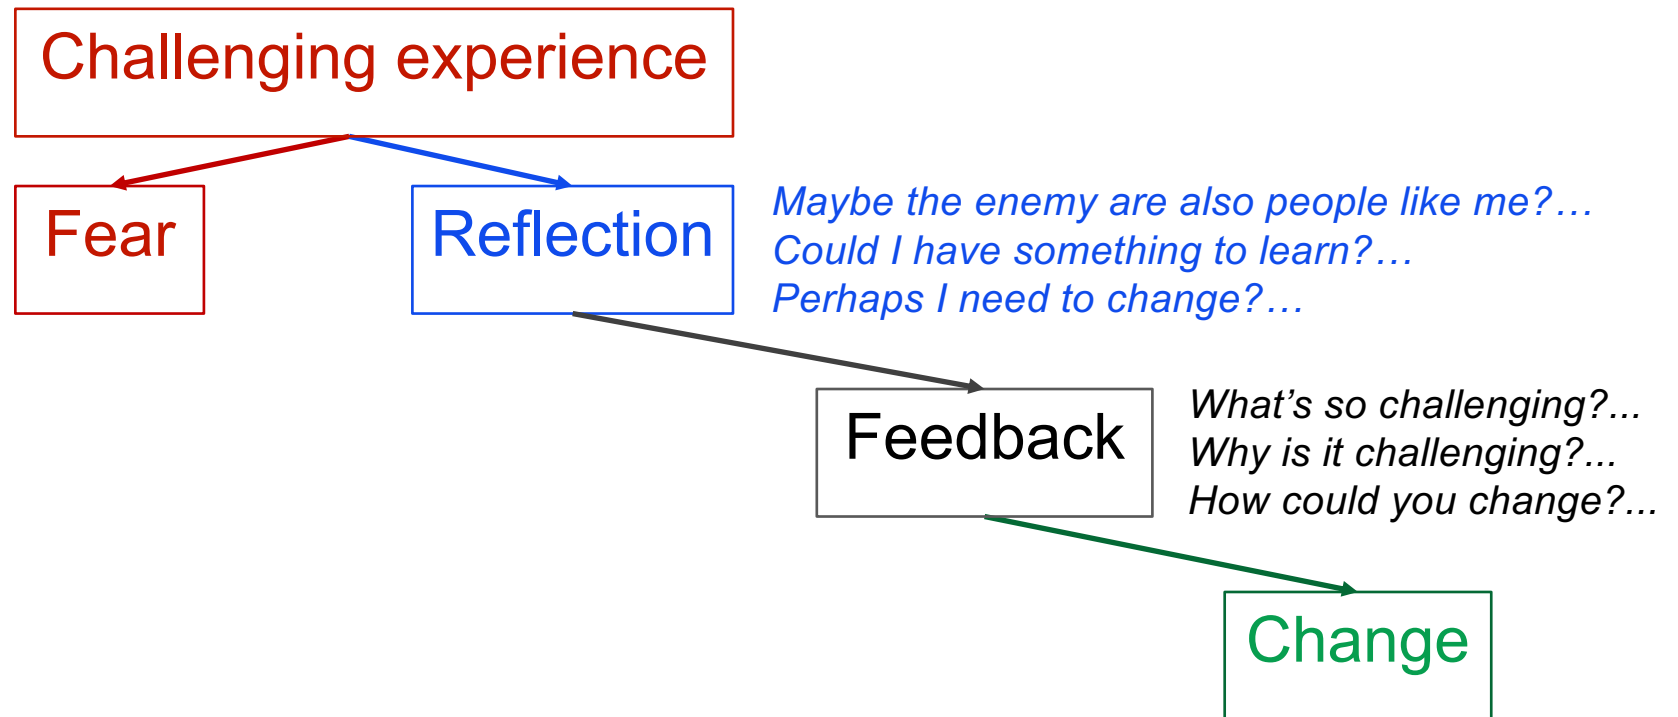 Challenging experience
Fear
Reflection
Maybe the enemy are also people like me?…
Could I have something to learn?…
Perhaps I need to change?…
Feedback
What’s so challenging?...
Why is it challenging?...
How could you change?...
Change